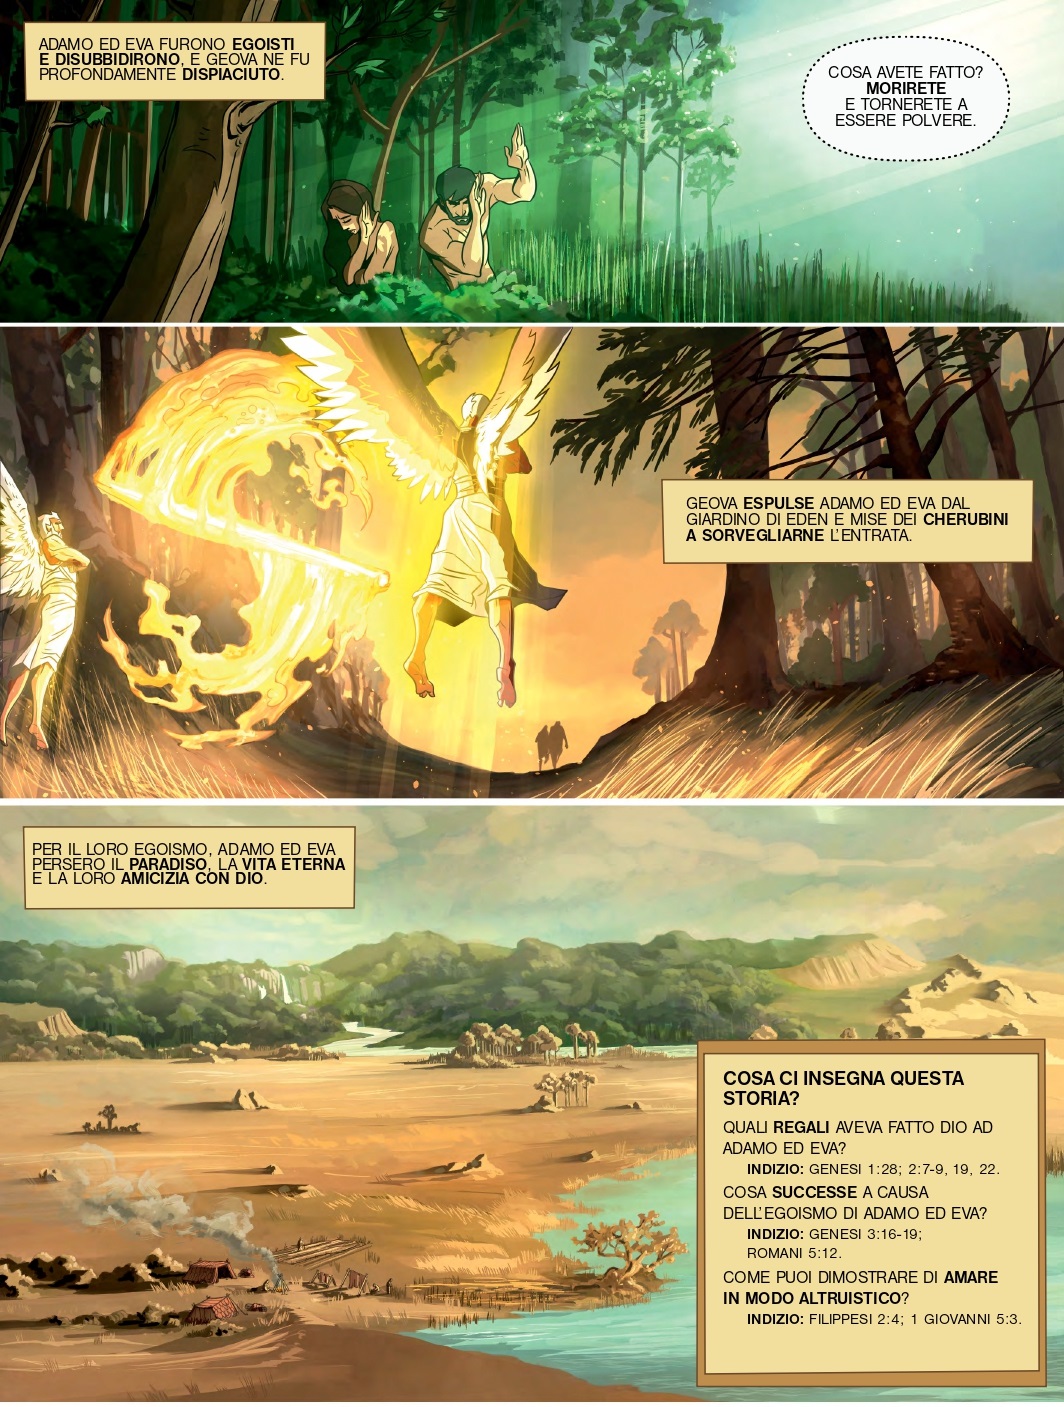 ADAMO ED EVA FURONO EGOISTI
E DISUBBIDIRONO, E GEOVA NE FU
PROFONDAMENTE DISPIACIUTO.
COSA AVETE FATTO?
MORIRETE
E TORNERETE A
ESSERE POLVERE.
GEOVA ESPULSE ADAMO ED EVA DAL
GIARDINO DI EDEN E MISE DEI CHERUBINI
A SORVEGLIARNE L'ENTRATA.
PER IL LORO EGOISMO, ADAMO ED EVA
PERSERO IL PARADISO, LA VITA ETERNA
E LA LORO AMICIZIA CON DIO.
COSA CI INSEGNA QUESTA
STORIA?
QUALI REGALI AVEVA FATTO DIO AD
ADAMO ED EVA?
INDIZIO: GENESI 1:28; 2:7-9, 19, 22.
COSA SUCCESSE A CAUSA
DELL'EGOISMO DI ADAMO ED EVA?
INDIZIO: GENESI 3:16-19;
ROMANI 5:12.
COME PUOI DIMOSTRARE DI AMARE
IN MODO ALTRUISTICO?
INDIZIO: FILIPPESI 2:4; 1 GIOVANNI 5:3.